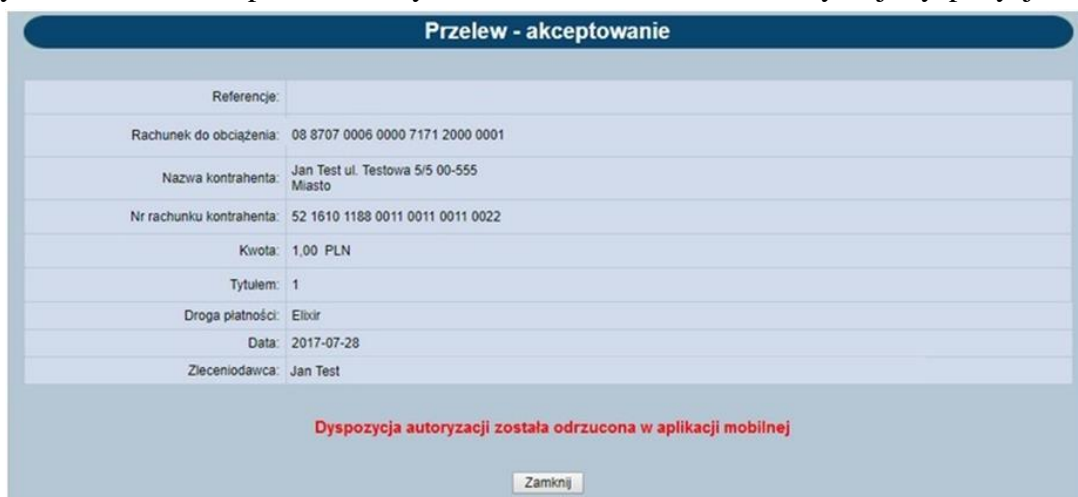 Przelew - akceptowanie
Referencje:
Rachunek do obciążenia: 08 8707 0006 0000 7171 2000 0001
Nazwa kontrahenta: Jan Test ul. Testowa 5/5 00-555
Miasto
Nr rachunku kontrahenta: 52 1610 1188 0011 0011 0011 0022
Kwota: 1,00 PLN
Tytułem: 1
Droga płatności: Elixir
Data: 2017-07-28
Zleceniodawca: Jan Test
Dyspozycja autoryzacji została odrzucona w aplikacji mobilnej
Zamknij